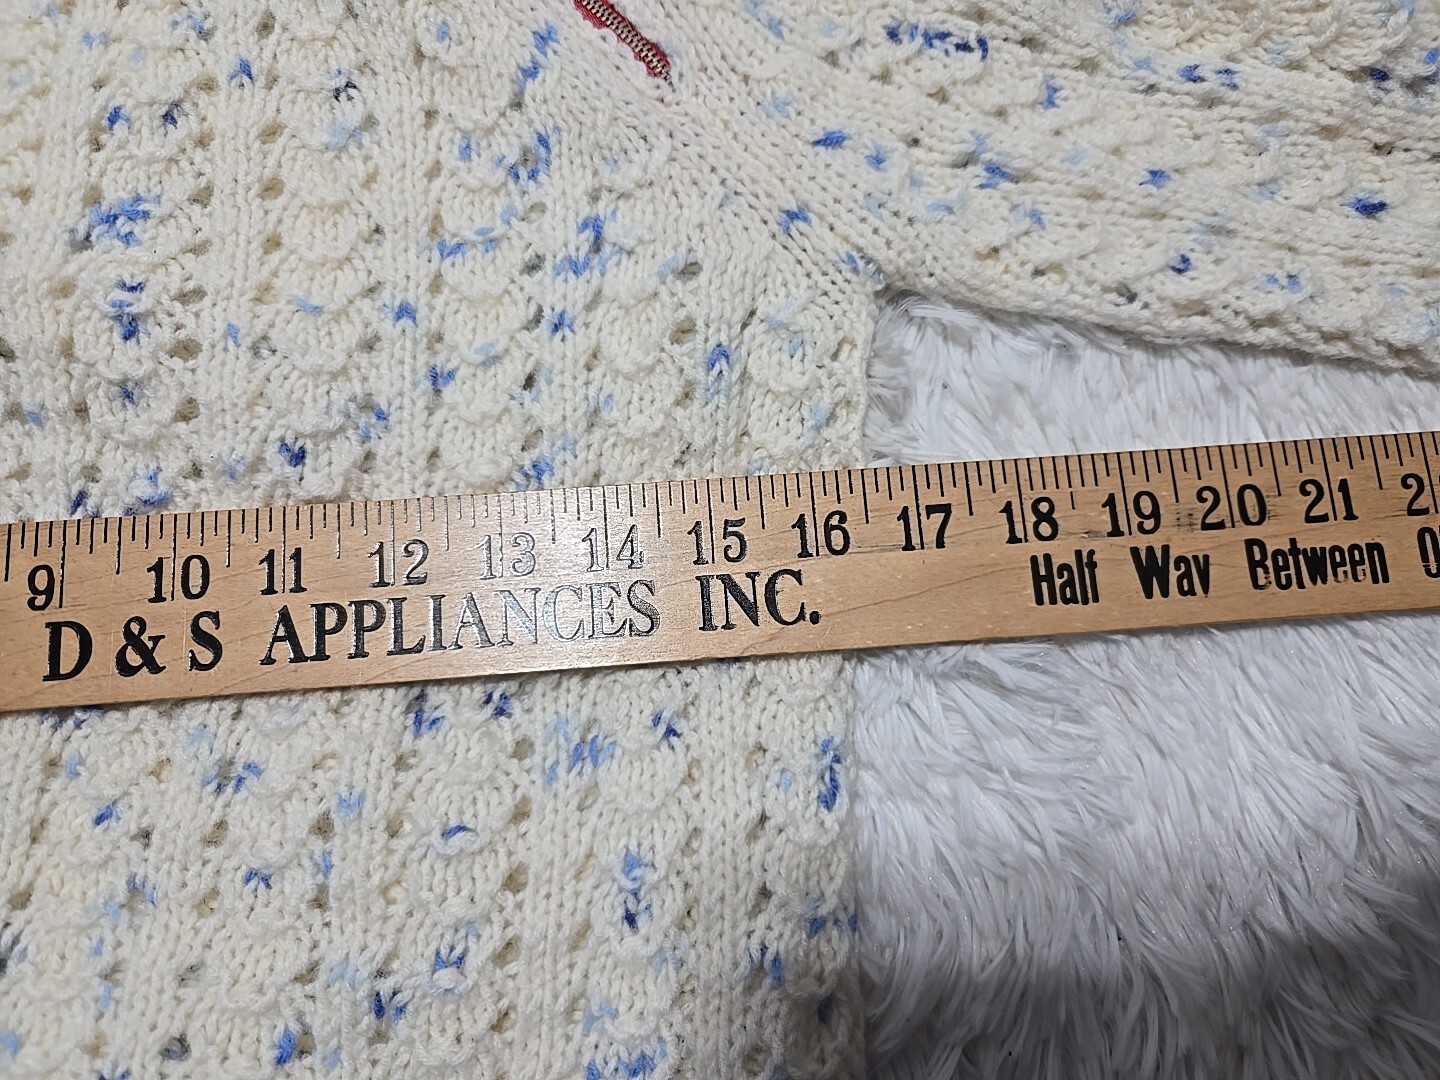 9 10 11 12 13 14 15 16 17 18 19 20 21
D & S APPLIANCES INC. Half Way Between